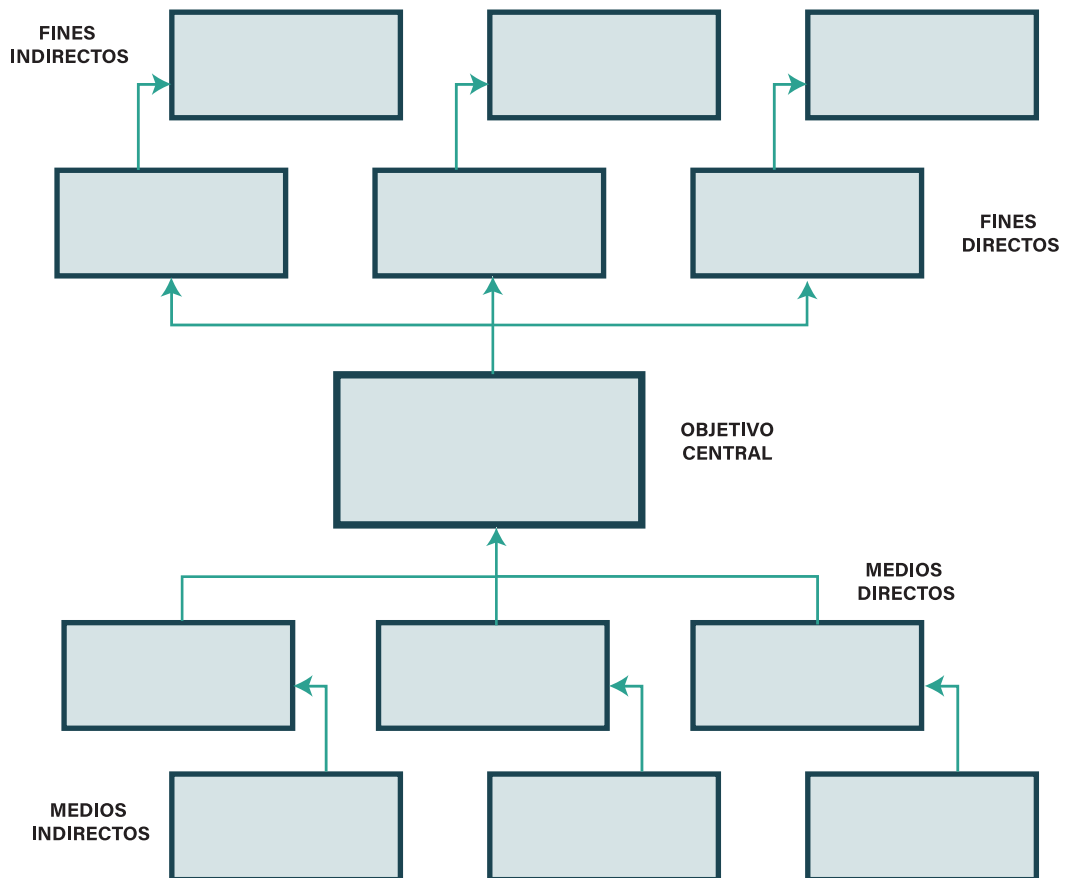 FINES
INDIRECTOS
FINES
DIRECTOS
OBJETIVO
CENTRAL
MEDIOS
DIRECTOS
MEDIOS
INDIRECTOS